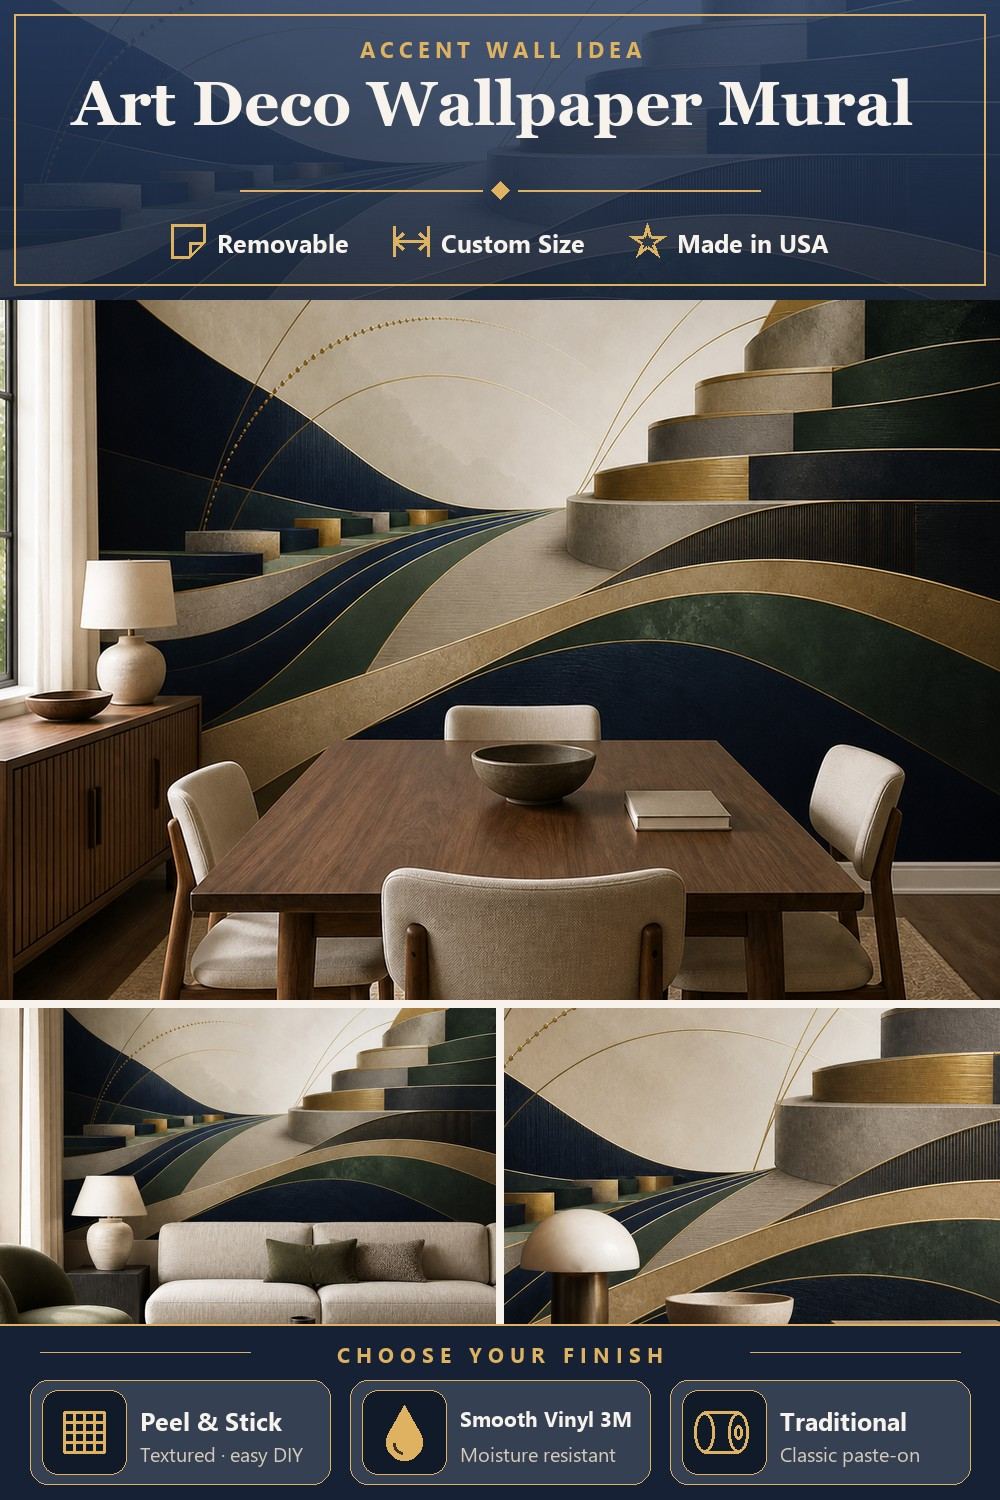 ACCENT WALL IDEA
Art Deco Wallpaper Mural
Removable
Custom Size
Made in USA
CHOOSE YOUR FINISH
Peel & Stick
Textured · easy DIY
Smooth Vinyl 3M
Moisture resistant
Traditional
Classic paste-on